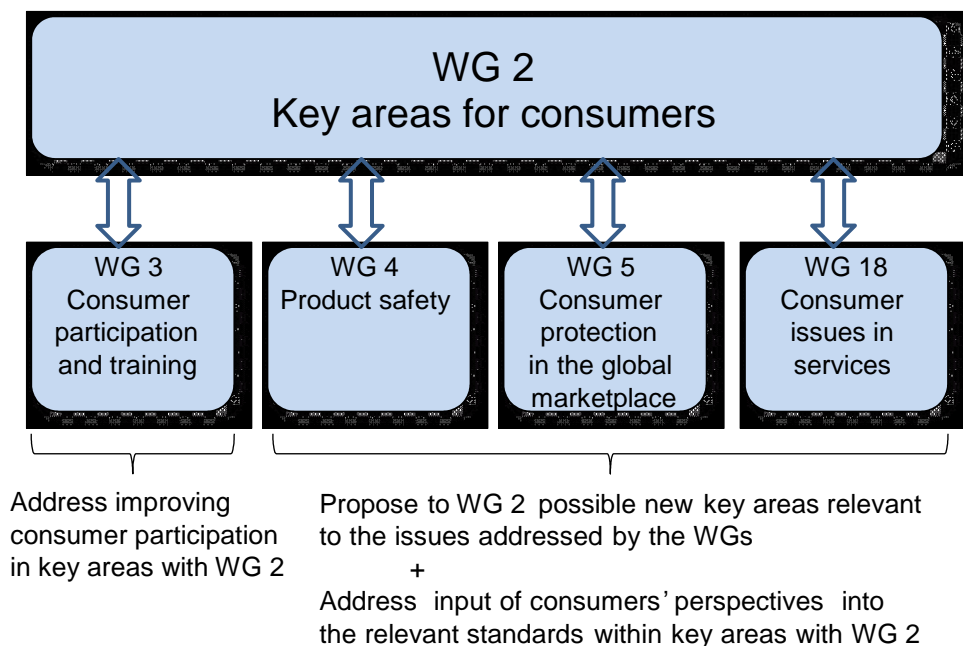 WG 2
Key areas for consumers
WG 3
Consumer
participation
and training
WG 4
Product safety
WG 5
Consumer
protection
in the global
marketplace
WG 18
Consumer
issues in
services
Address improving
consumer participation
in key areas with WG 2
Propose to WG 2 possible new key areas relevant
to the issues addressed by the WGs
+
Address input of consumers’ perspectives into
the relevant standards within key areas with WG 2